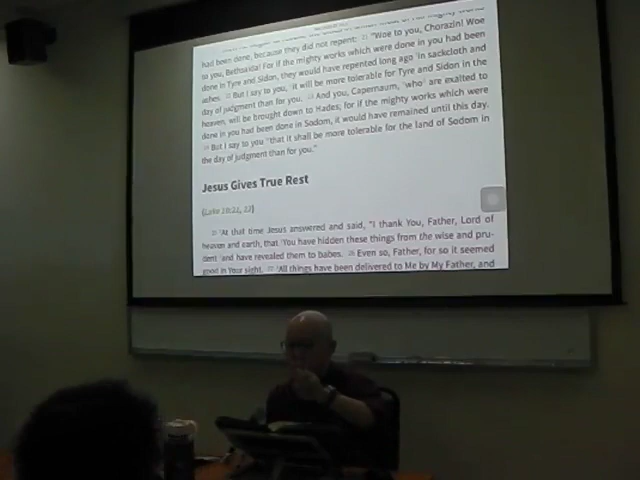 had been done, because they did not repent: 21 "Woe to you, Chorazin! Woe
to you, Bethsaida! For if the mighty works which were done in you had been
done in Tyre and Sidon, they would have repented long ago in sackcloth and
ashes. 22 But I say to you, it will be more tolerable for Tyre and Sidon in the
day of judgment than for you. 23 And you, Capernaum, who are exalted to
heaven, will be brought down to Hades; for if the mighty works which were
done in you had been done in Sodom, it would have remained until this day.
24 But I say to you that it shall be more tolerable for the land of Sodom in
the day of judgment than for you."
Jesus Gives True Rest
(Luke 10:21, 22)
25 At that time Jesus answered and said, "I thank You, Father, Lord of
heaven and earth, that You have hidden these things from the wise and pru-
dent and have revealed them to babes. 26 Even so, Father, for so it seemed
good in Your sight. 27 All things have been delivered to Me by My Father, and